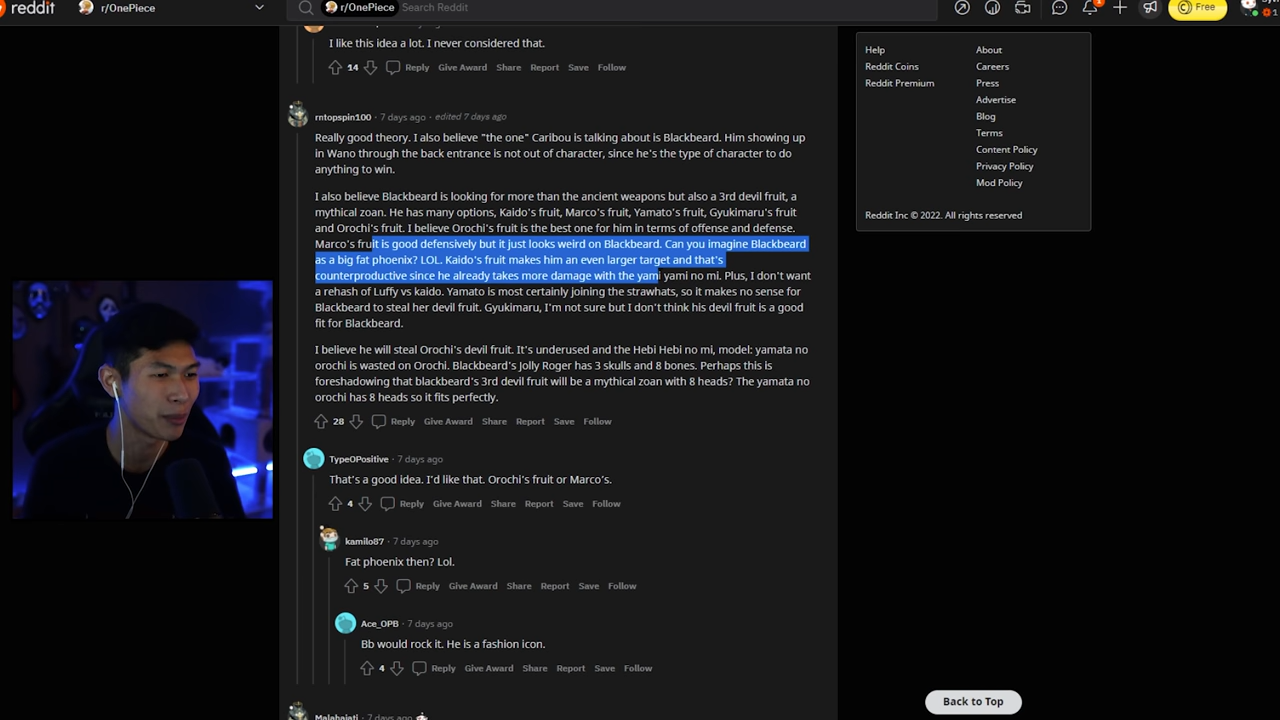 reddit
r/OnePiece
r/OnePiece
Search Reddit
1
Free
1
I like this idea a lot. I never considered that.
14 Reply Give Award Share Report Save Follow
rntopspin100 · 7 days ago · edited 7 days ago
Really good theory. I also believe "the one" Caribou is talking about is Blackbeard. Him showing up
in Wano through the back entrance is not out of character, since he's the type of character to do
anything to win.
I also believe Blackbeard is looking for more than the ancient weapons but also a 3rd devil fruit, a
mythical zoan. He has many options, Kaido's fruit, Marco's fruit, Yamato's fruit, Gyukimaru's fruit
and Orochi's fruit. I believe Orochi's fruit is the best one for him in terms of offense and defense.
Marco's fruit is good defensively but it just looks weird on Blackbeard. Can you imagine Blackbeard
as a big fat phoenix? LOL. Kaido's fruit makes him an even larger target and that's
counterproductive since he already takes more damage with the yami yami no mi. Plus, I don't want
a rehash of Luffy vs kaido. Yamato is most certainly joining the strawhats, so it makes no sense for
Blackbeard to steal her devil fruit. Gyukimaru, I'm not sure but I don't think his devil fruit is a good
fit for Blackbeard.
I believe he will steal Orochi's devil fruit. It's underused and the Hebi Hebi no mi, model: yamata no
orochi is wasted on Orochi. Blackbeard's Jolly Roger has 3 skulls and 8 bones. Perhaps this is
foreshadowing that blackbeard's 3rd devil fruit will be a mythical zoan with 8 heads? The yamata no
orochi has 8 heads so it fits perfectly.
28 Reply Give Award Share Report Save Follow
TypeOPositive · 7 days ago
That's a good idea. I'd like that. Orochi's fruit or Marco's.
4 Reply Give Award Share Report Save Follow
kamilo87 · 7 days ago
Fat phoenix then? Lol.
5 Reply Give Award Share Report Save Follow
Ace_OPB · 7 days ago
Bb would rock it. He is a fashion icon.
4 Reply Give Award Share Report Save Follow
7 days ago
Help
Reddit Coins
Reddit Premium
About
Careers
Press
Advertise
Blog
Terms
Content Policy
Privacy Policy
Mod Policy
Reddit Inc © 2022. All rights reserved
Back to Top